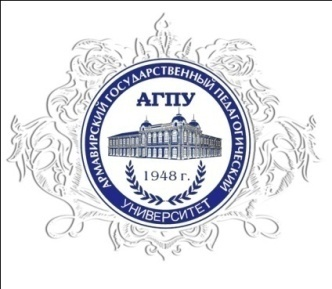 АРМАВИРСКИЙ ГОСУДАРСТВЕННЫЙ ПЕДАГОГИЧЕСКИЙ
УНИВЕРСИТЕТ
АГПУ
1948 г.